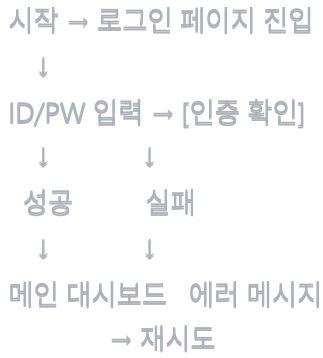 시작 → 로그인 페이지 진입
↓
ID/PW 입력 → [인증 확인]
↓ ↓
성공 실패
↓ ↓
메인 대시보드 에러 메시지
→ 재시도